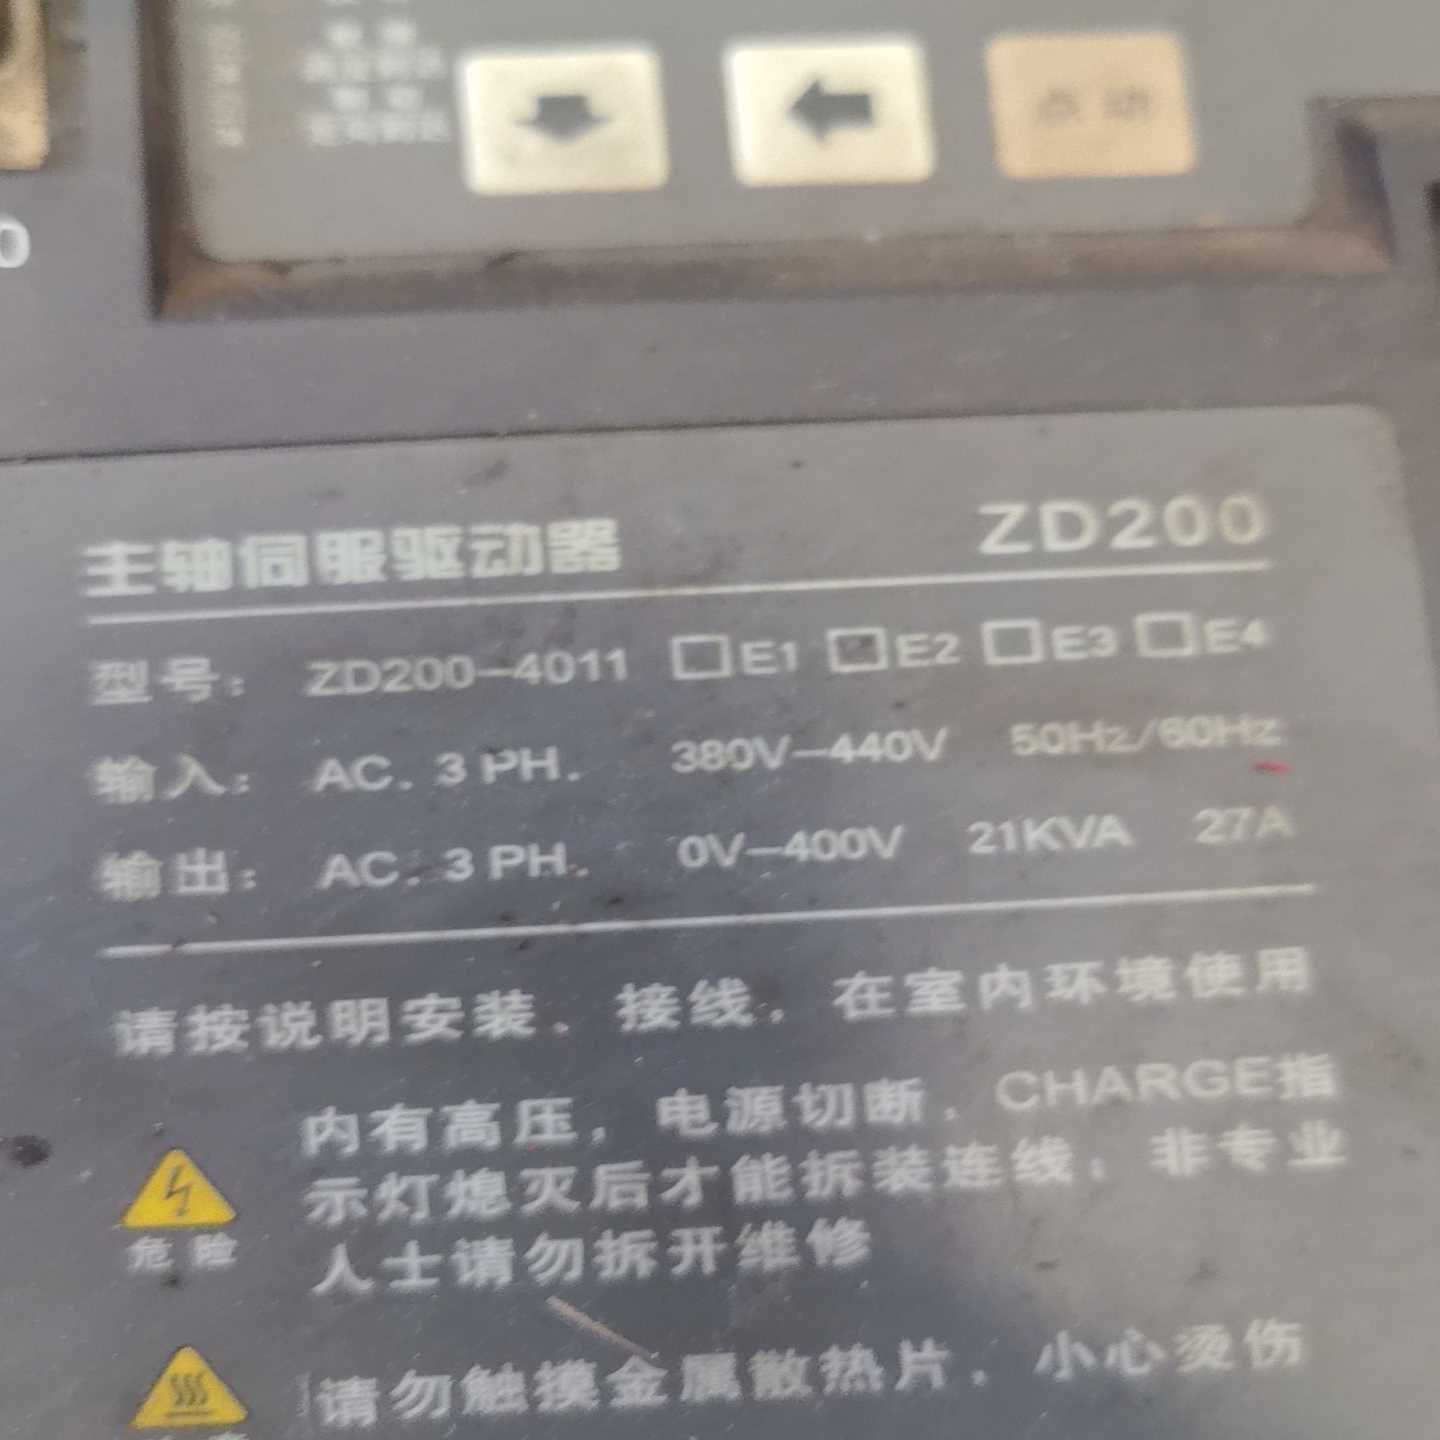 点动
0
主轴伺服驱动器 ZD200
型号: ZD200-4011 □E1 □E2 □E3 □E4
输入: AC. 3 PH. 380V-440V 50Hz/60Hz
输出: AC. 3 PH. 0V-400V 21KVA 27A
请按说明安装、接线，在室内环境使用
内有高压，电源切断，CHARGE指
示灯熄灭后才能拆装连线，非专业
危险
人士请勿拆开维修
请勿触摸金属散热片，小心烫伤